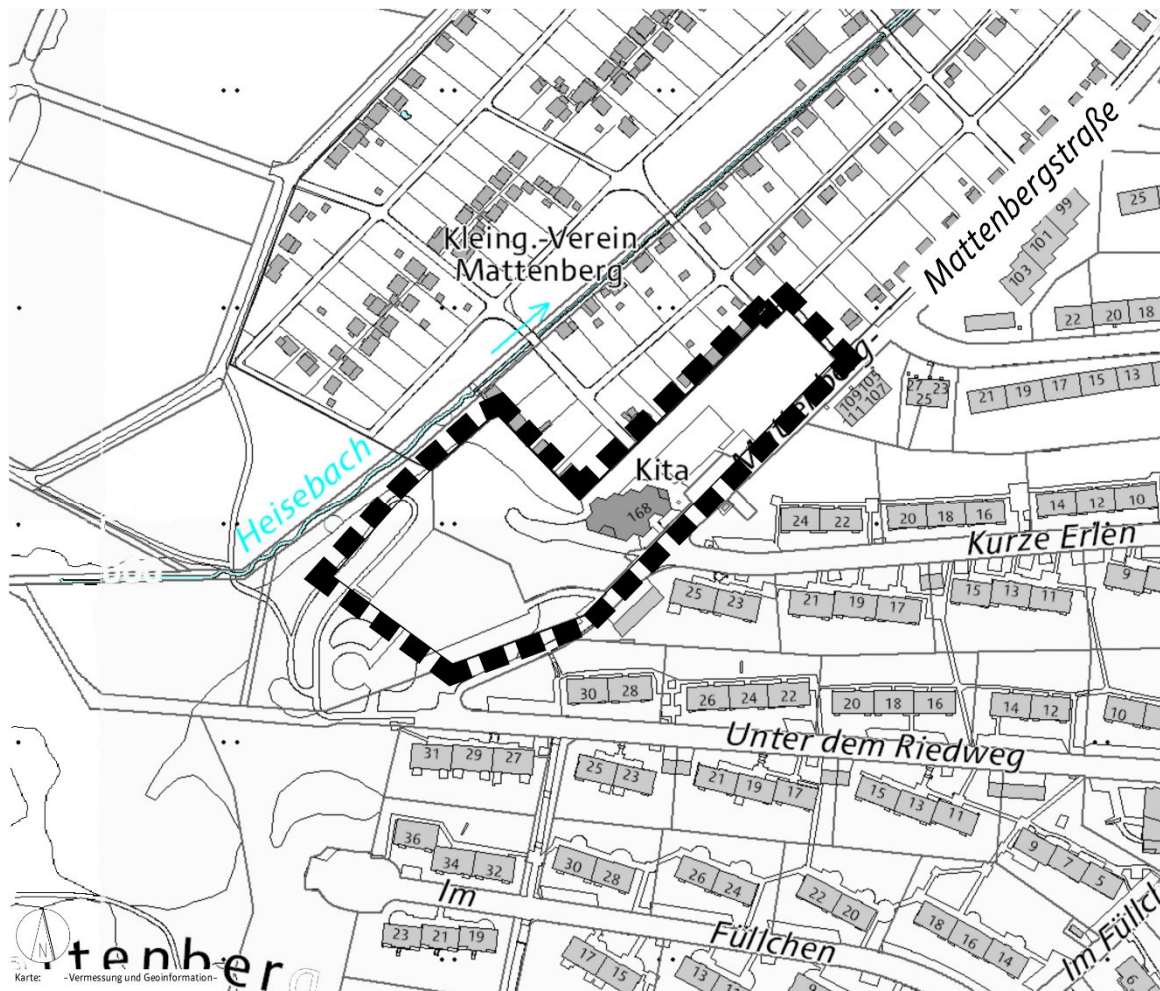 Mattenbergstraße
Kleing.-Verein
Mattenberg
99
101
103
25
22 20 18
21 19 17 15 13
27 23
25
109 105
111 107
Heisebach
Kita
168
24 22
20 18 16
14 12 10
Kurze Erlen
25 23
21 19 17
15 13 11
9
30 28
26 24 22
20 18 16
14 12
10
Unter dem Riedweg
31 29 27
25 23
21 19 17
15 13 11
9 7 5
36
34 32
30 28
26 24
22 20
18 16 14
Im
Füllchen
Im Füllch
23 21 19
17 15
13 11
6
N
Karte: -Vermessung und Geoinformation-